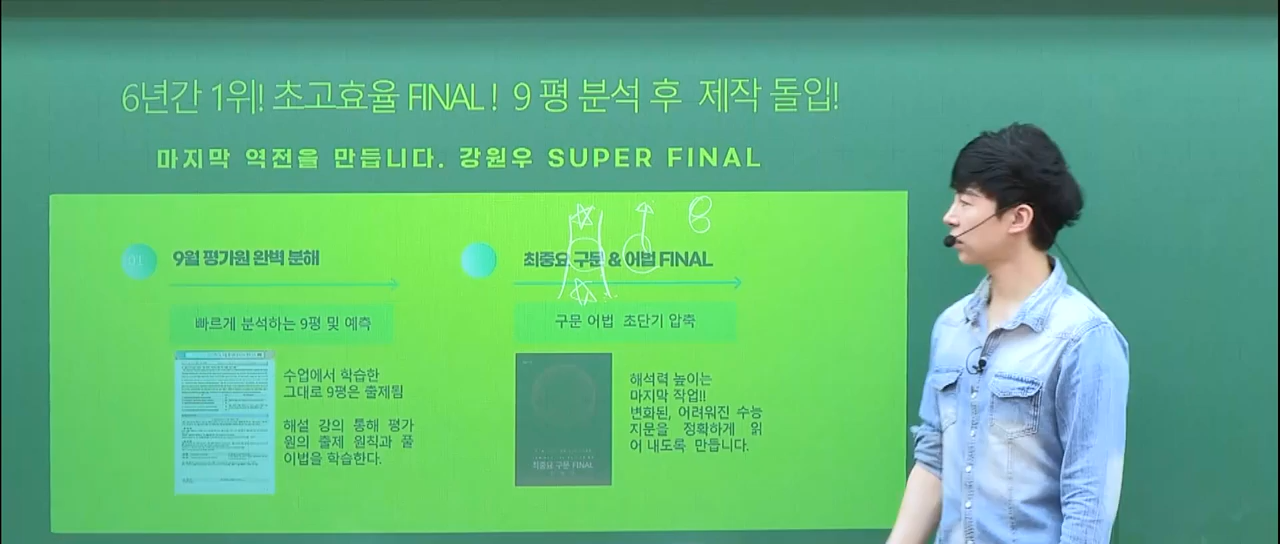 6년간 1위! 초고효율 FINAL! 9평 분석 후 제작 돌입!
마지막 역전을 만듭니다. 강원우 SUPER FINAL
01
9월 평가원 완벽 분해
빠르게 분석하는 9평 및 예측
수업에서 학습한
그대로 9평은 출제됨
해설 강의 통해 평가
원의 출제 원직과 풀
이법을 학습한다.
최중요 구문 & 어법 FINAL
구문 어법 초단기 압축
해석력 높이는
마지막 작업!!
변화된, 어려워진 수능
지문을 정확하게 읽
어 내도록 만듭니다.
최중요 구문 FINAL